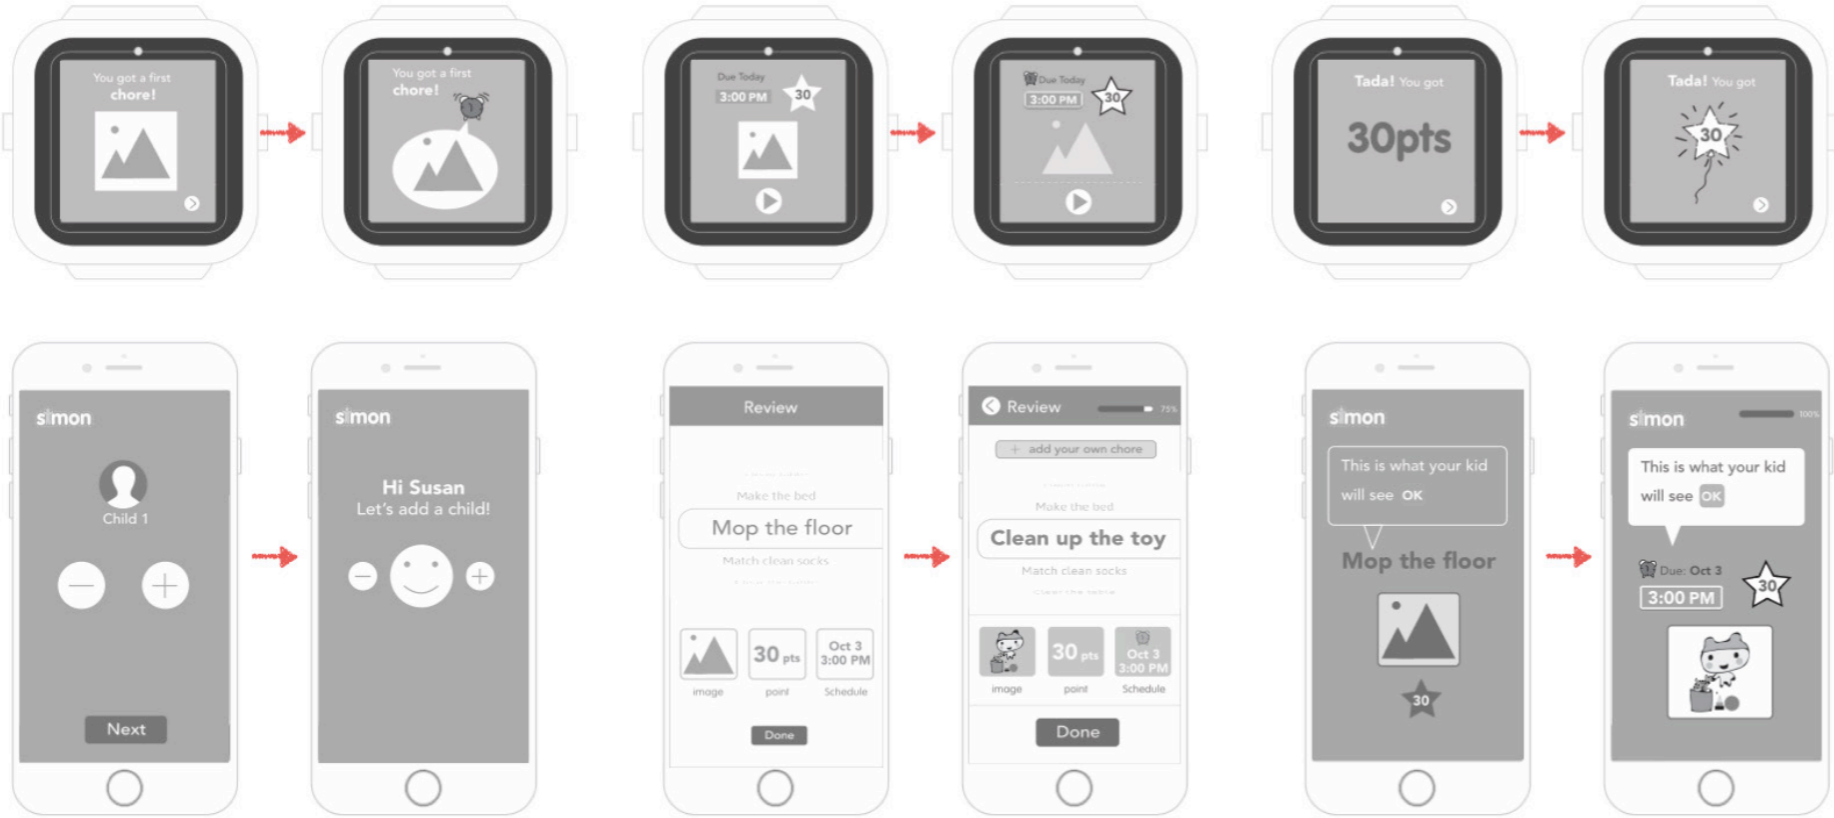 You got a first
chore!
You got a first
chore!
Due Today
3:00 PM
30
Due Today
3:00 PM
30
Tada! You got
30pts
Tada! You got
30
simon
Child 1
Next
simon
Hi Susan
Let's add a child!
Review
Make the bed
Mop the floor
Match clean socks
30 pts
Oct 3
3:00 PM
image
point
Schedule
Done
Review
75%
+ add your own chore
Make the bed
Clean up the toy
Match clean socks
Clear the table
30 pts
Oct 3
3:00 PM
image
point
Schedule
Done
simon
This is what your kid
will see OK
Mop the floor
30
simon
100%
This is what your kid
will see OK
Due: Oct 3
3:00 PM
30